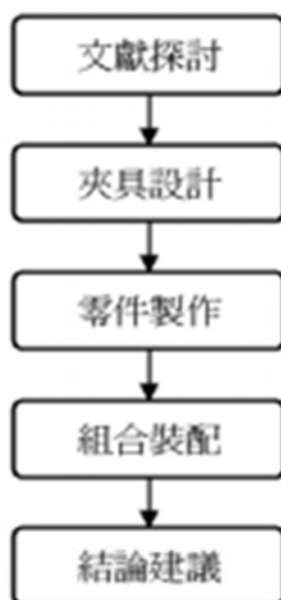 文獻探討
夾具設計
零件製作
組合裝配
結論建議